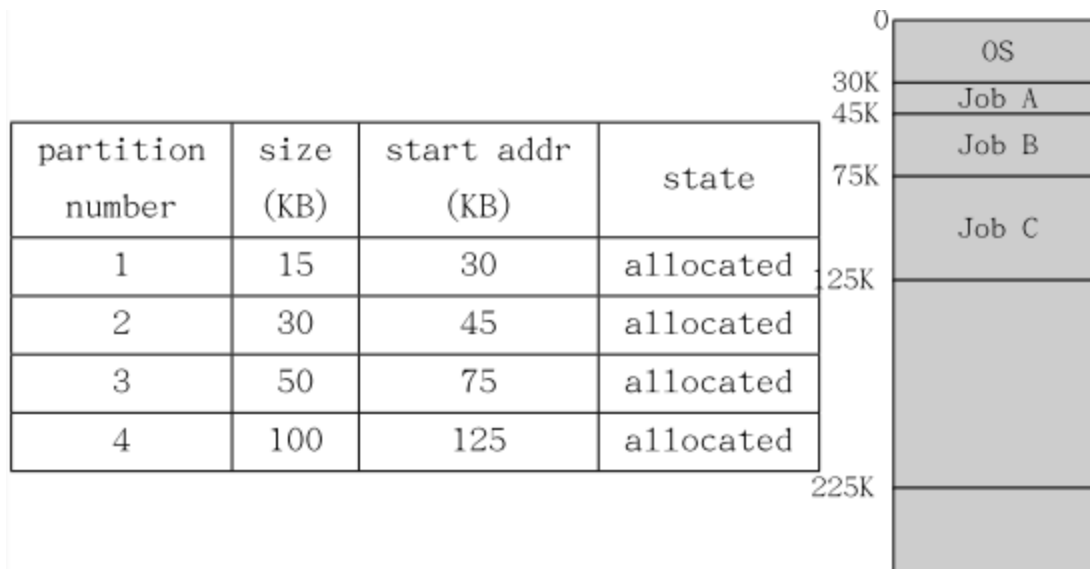 partition number size (KB) start addr (KB) state
1 15 30 allocated
2 30 45 allocated
3 50 75 allocated
4 100 125 allocated
0
OS
30K
Job A
45K
Job B
75K
Job C
125K
225K